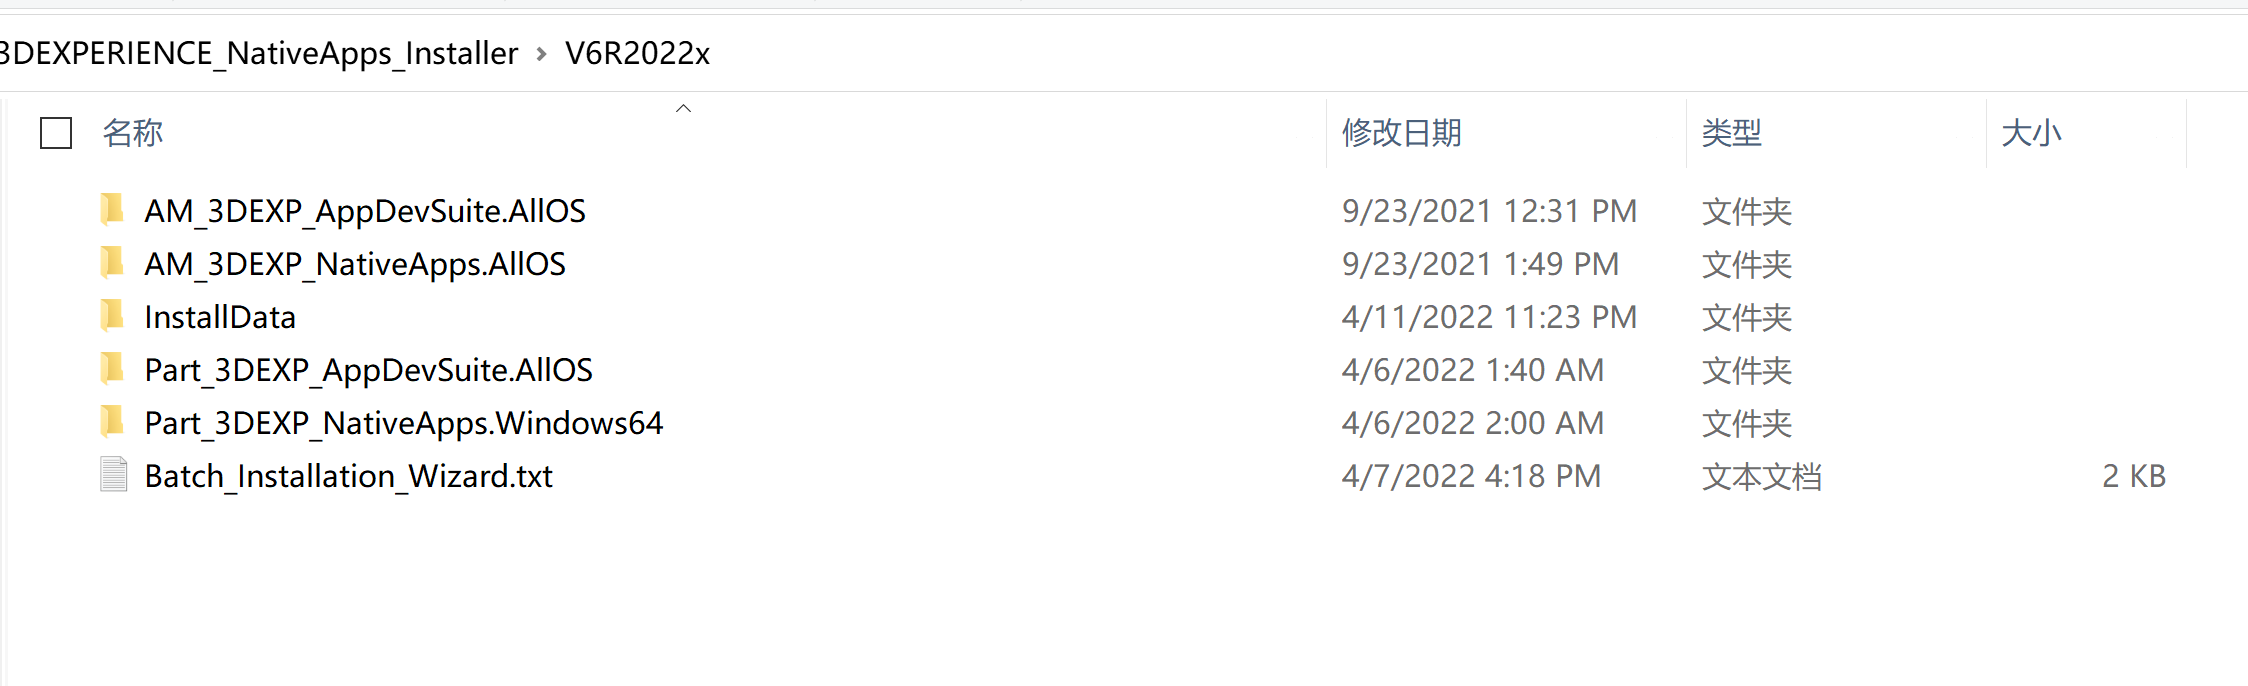 3DEXPERIENCE_NativeApps_Installer › V6R2022x
名称 修改日期 类型 大小
AM_3DEXP_AppDevSuite.AllOS 9/23/2021 12:31 PM 文件夹
AM_3DEXP_NativeApps.AllOS 9/23/2021 1:49 PM 文件夹
InstallData 4/11/2022 11:23 PM 文件夹
Part_3DEXP_AppDevSuite.AllOS 4/6/2022 1:40 AM 文件夹
Part_3DEXP_NativeApps.Windows64 4/6/2022 2:00 AM 文件夹
Batch_Installation_Wizard.txt 4/7/2022 4:18 PM 文本文档 2 KB